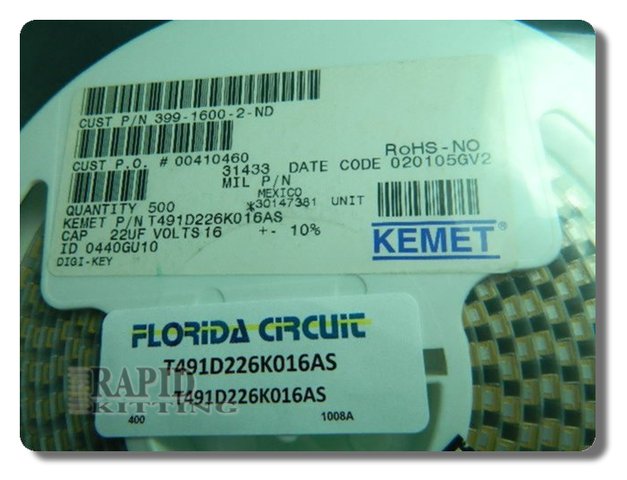 CUST P/N 399-1600-2-ND
CUST P.O. # 00410460
RoHS-NO
31433 DATE CODE 020105GV2
MIL P/N
MEXICO
QUANTITY 500 *30147381 UNIT
KEMET P/N T491D226K016AS
CAP 22UF VOLTS 16 +- 10%
ID 0440GU10
DIGI-KEY
KEMET®
FLORIDA CIRCUIT
T491D226K016AS
T491D226K016AS
400 1008A
RAPID
KITTING